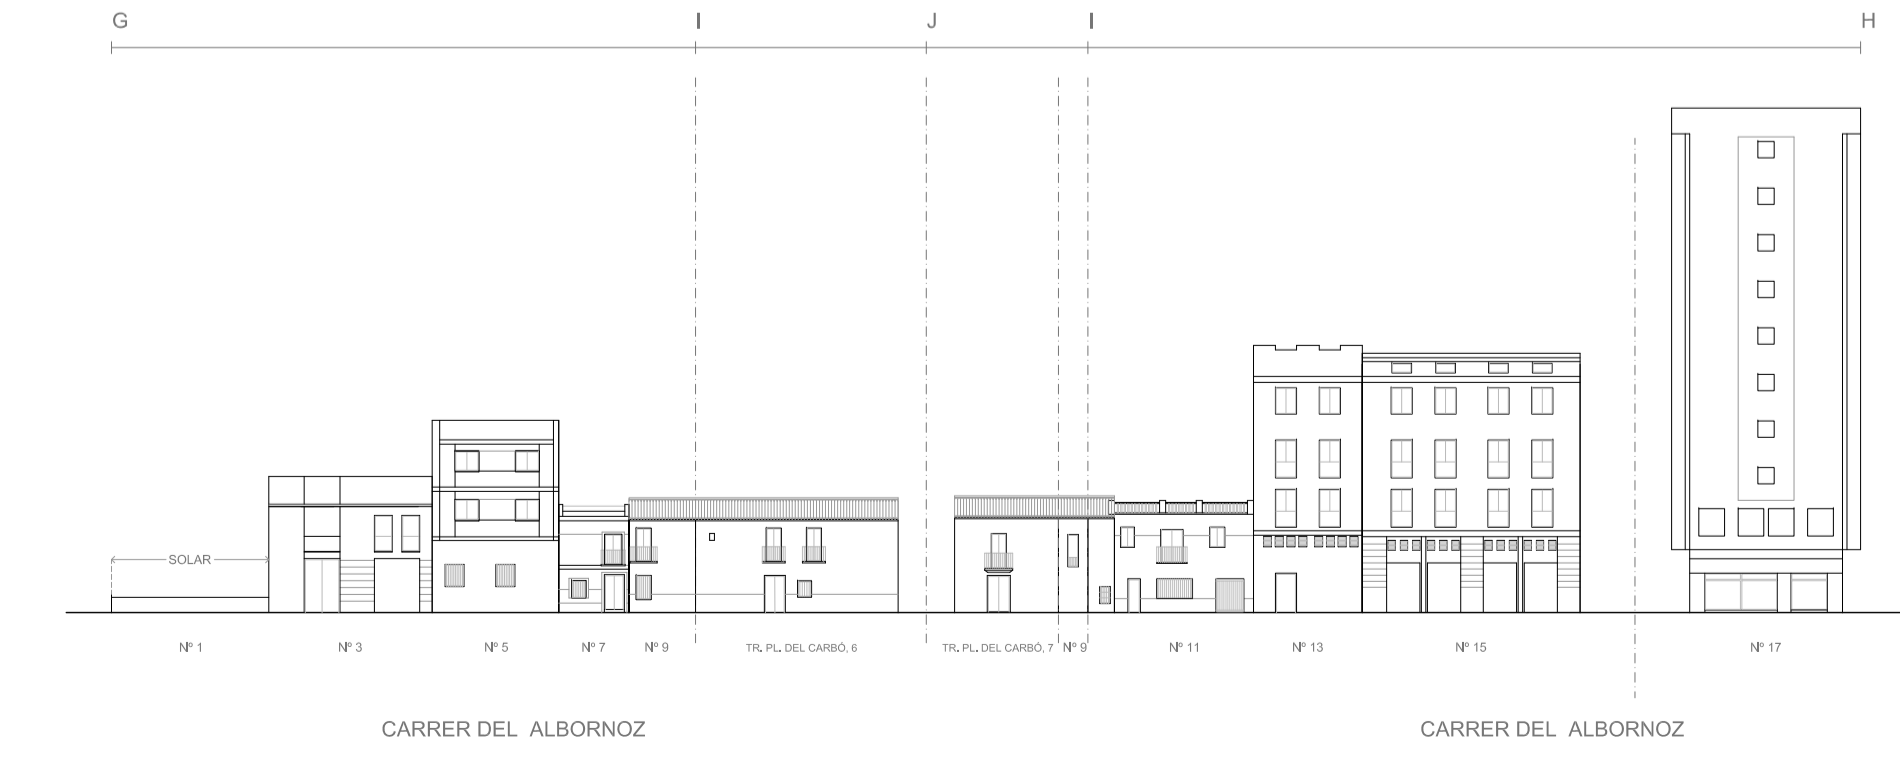 G I J I H
SOLAR
Nº 1 Nº 3 Nº 5 Nº 7 Nº 9 TR. PL. DEL CARBÓ, 6 TR. PL. DEL CARBÓ, 7 Nº 9 Nº 11 Nº 13 Nº 15 Nº 17
CARRER DEL ALBORNOZ CARRER DEL ALBORNOZ